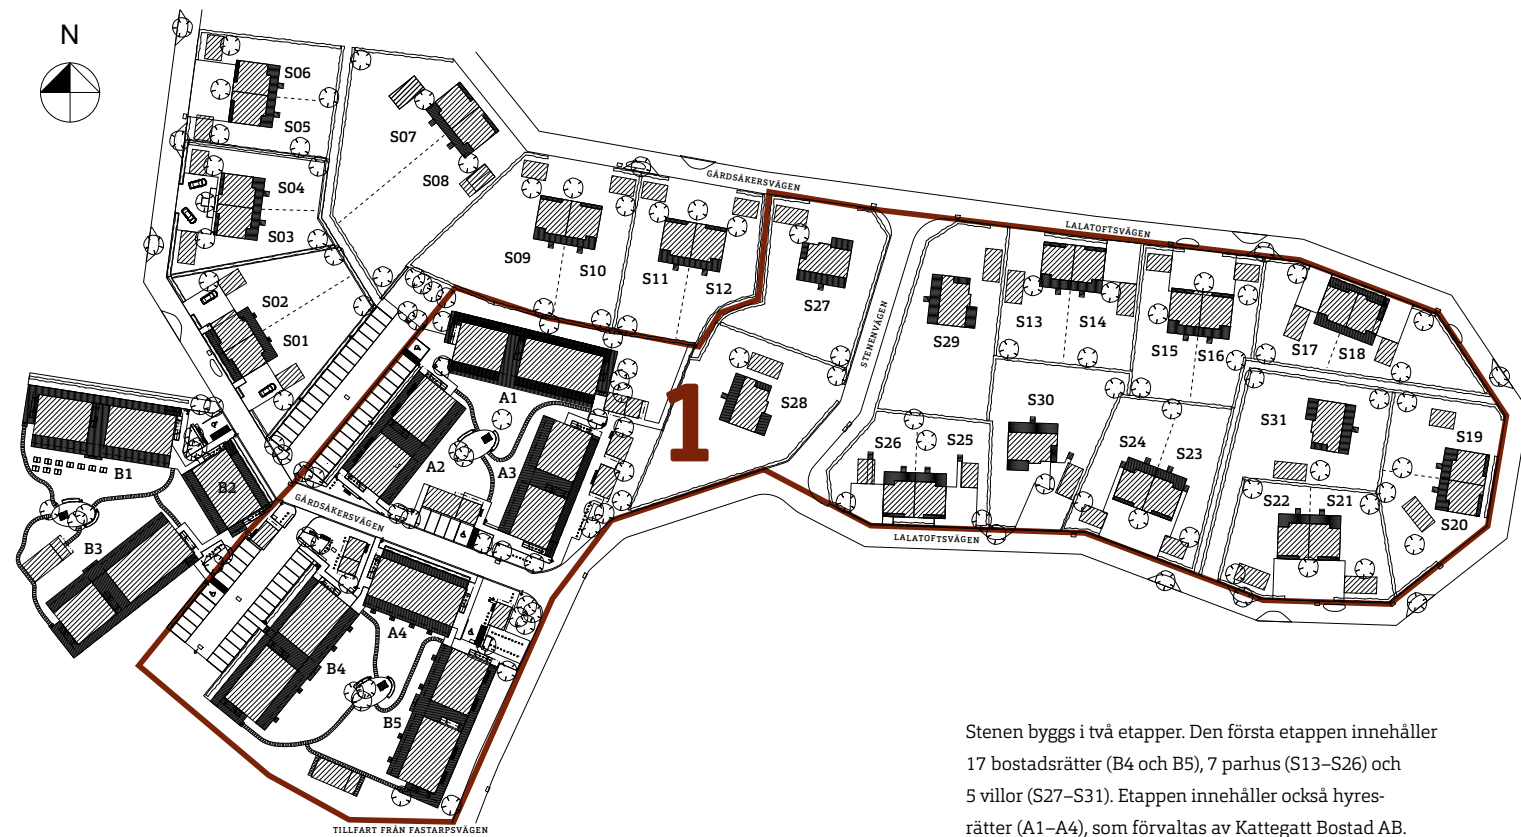 N
S06
S05
S04
S03
S02
S01
S07
S08
S09
S10
S11
S12
GÅRDSÅKERSVÄGEN
LALATOFTSVÄGEN
S27
STENENVÄGEN
S29
S13
S14
S15
S16
S17
S18
S28
1
S30
S31
S19
S20
S26
S25
S24
S23
S22
S21
LALATOFTSVÄGEN
A1
A2
A3
B1
B2
B3
GÅRDSÅKERSVÄGEN
A4
B4
B5
TILLFART FRÅN FASTARPSVÄGEN
Stenen byggs i två etapper. Den första etappen innehåller
17 bostadsrätter (B4 och B5), 7 parhus (S13–S26) och
5 villor (S27–S31). Etappen innehåller också hyres-
rätter (A1–A4), som förvaltas av Kattegatt Bostad AB.